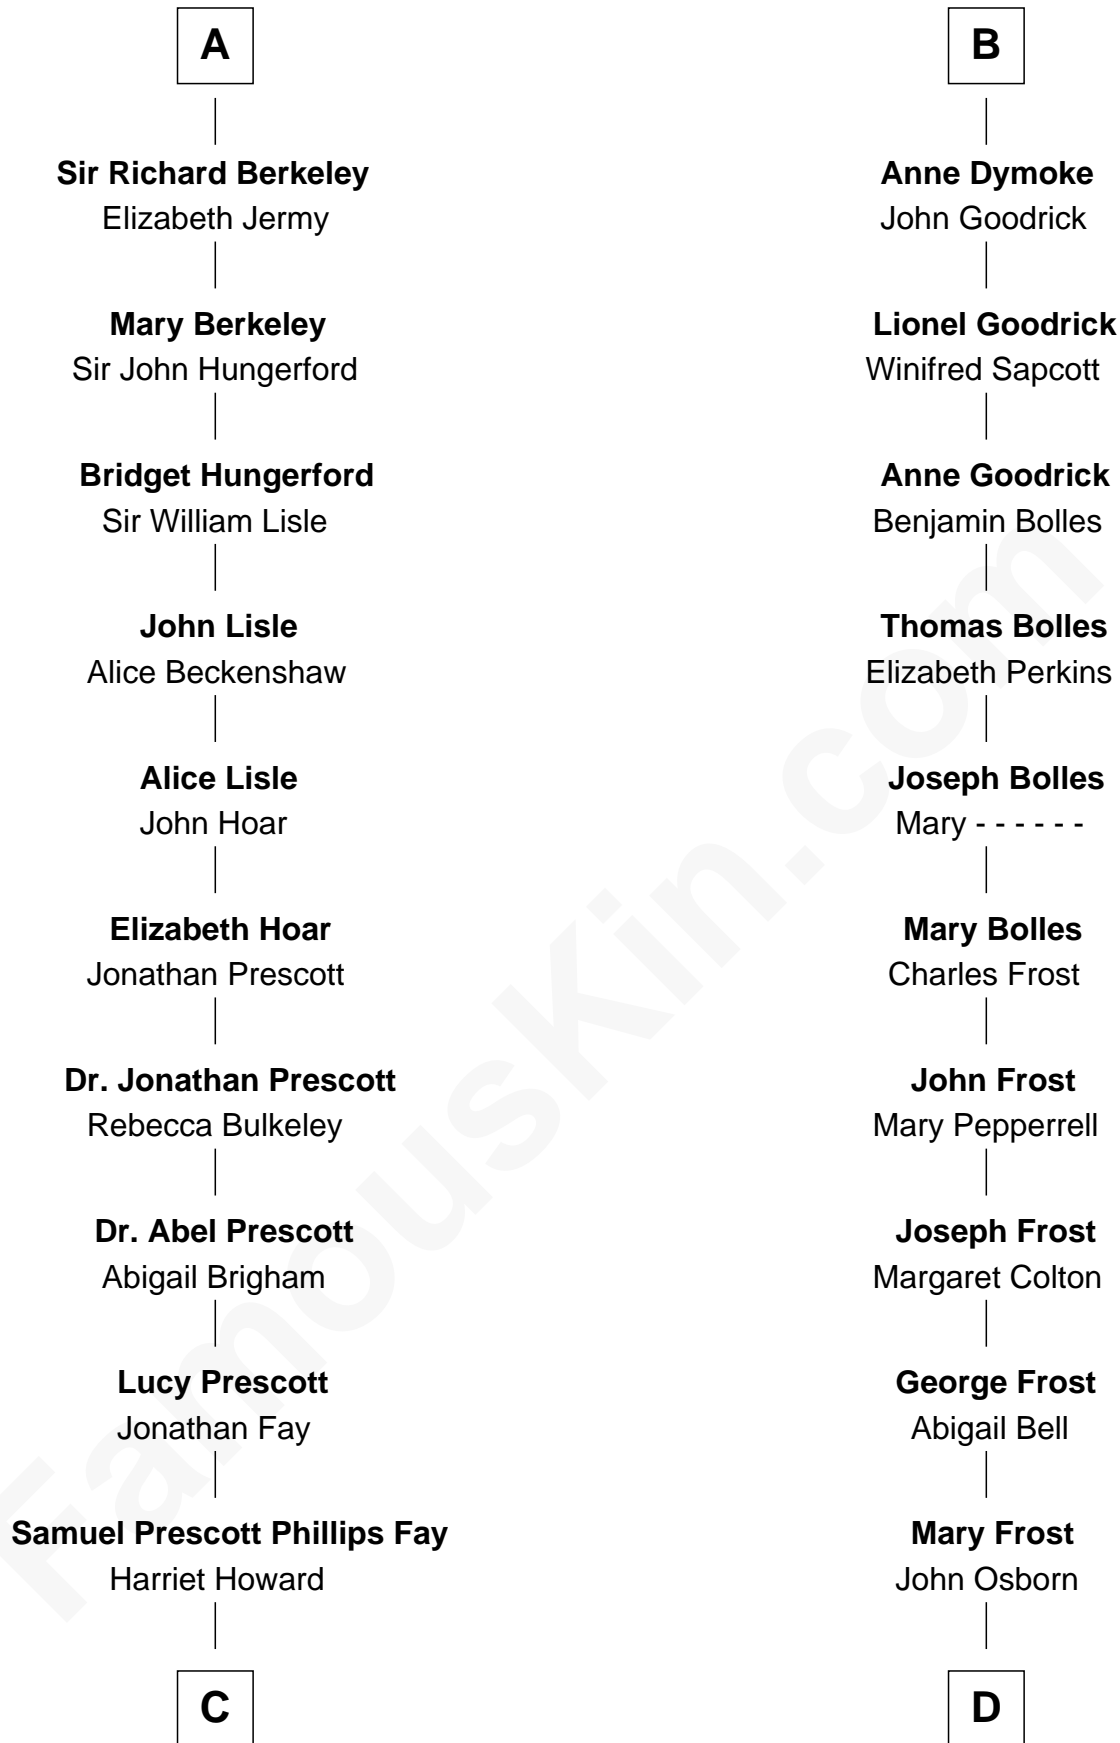 A
Sir Richard Berkeley
Elizabeth Jermy
Mary Berkeley
Sir John Hungerford
Bridget Hungerford
Sir William Lisle
John Lisle
Alice Beckenshaw
Alice Lisle
John Hoar
Elizabeth Hoar
Jonathan Prescott
Dr. Jonathan Prescott
Rebecca Bulkeley
Dr. Abel Prescott
Abigail Brigham
Lucy Prescott
Jonathan Fay
Samuel Prescott Phillips Fay
Harriet Howard
C
B
Anne Dymoke
John Goodrick
Lionel Goodrick
Winifred Sapcott
Anne Goodrick
Benjamin Bolles
Thomas Bolles
Elizabeth Perkins
Joseph Bolles
Mary - - - - - -
Mary Bolles
Charles Frost
John Frost
Mary Pepperrell
Joseph Frost
Margaret Colton
George Frost
Abigail Bell
Mary Frost
John Osborn
D
FamousKin.com